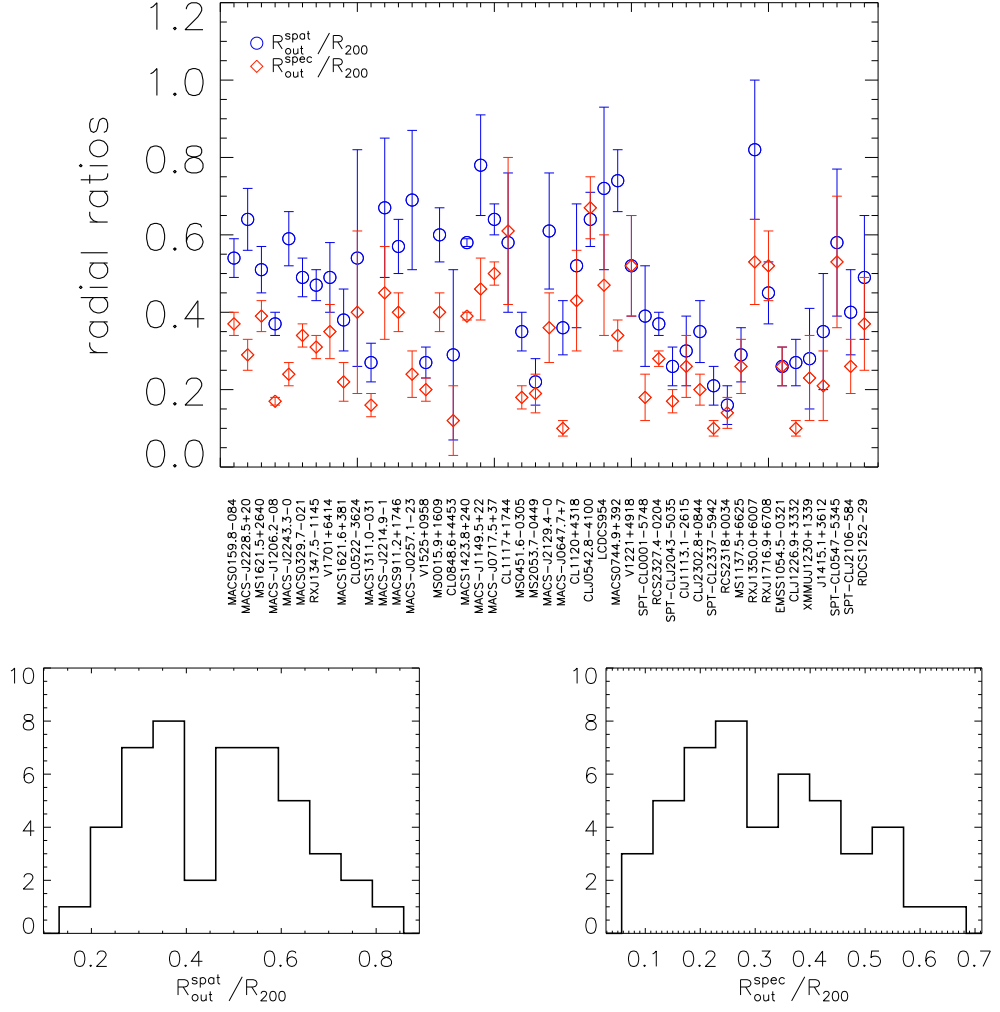 1.2
1.0
0.8
0.6
0.4
0.2
0.0
radial ratios
R_out^spat /R_200
R_out^spec /R_200
MACS0159.8-084
MACS-J2228.5+20
MS1621.5+2640
MACS-J1206.2-08
MACS-J2243.3-0
MACS0329.7-021
RXJ1347.5-1145
V1701+6414
MACS1621.6+381
CL0522-3624
MACS1311.0-031
MACS-J2214.9-1
MACS911.2+1746
MACS-J0257.1-23
V1525+0958
MS0015.9+1609
CL0848.6+4453
MACS1423.8+240
MACS-J1149.5+22
MACS-J0717.5+37
CL1117+1744
MS0451.6-0305
MS2053.7-0449
MACS-J2129.4-0
MACS-J0647.7+7
CL1120+4318
CLJ0542.8-4100
LCDCS954
MACS0744.9+392
V1221+4918
SPT-CL0001-5748
RCS2327.4-0204
SPT-CLJ2043-5035
CLJ1113.1-2615
CLJ2302.8+0844
SPT-CL2337-5942
RCS2318+0034
MS1137.5+6625
RXJ1350.0+6007
RXJ1716.9+6708
EMSS1054.5-0321
CLJ1226.9+3332
XMMUJ1230+1339
J1415.1+3612
SPT-CL0547-5345
SPT-CLJ2106-584
RDCS1252-29
10
8
6
4
2
0
0.2 0.4 0.6 0.8
R_out^spat /R_200
10
8
6
4
2
0
0.1 0.2 0.3 0.4 0.5 0.6 0.7
R_out^spec /R_200